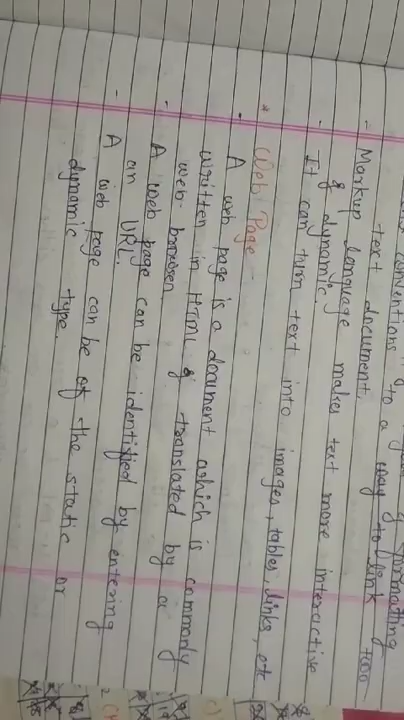 conventions
to a way to link two
text document.
- Markup language makes text more interactive
& dynamic.
- It can turn text into images, tables, links, etc
* Web Page -
- A web page is a document which is commonly
written in HTML & translated by a
web-browser.
- A web page can be identified by entering
an URL.
- A web page can be of the static or
dynamic type.